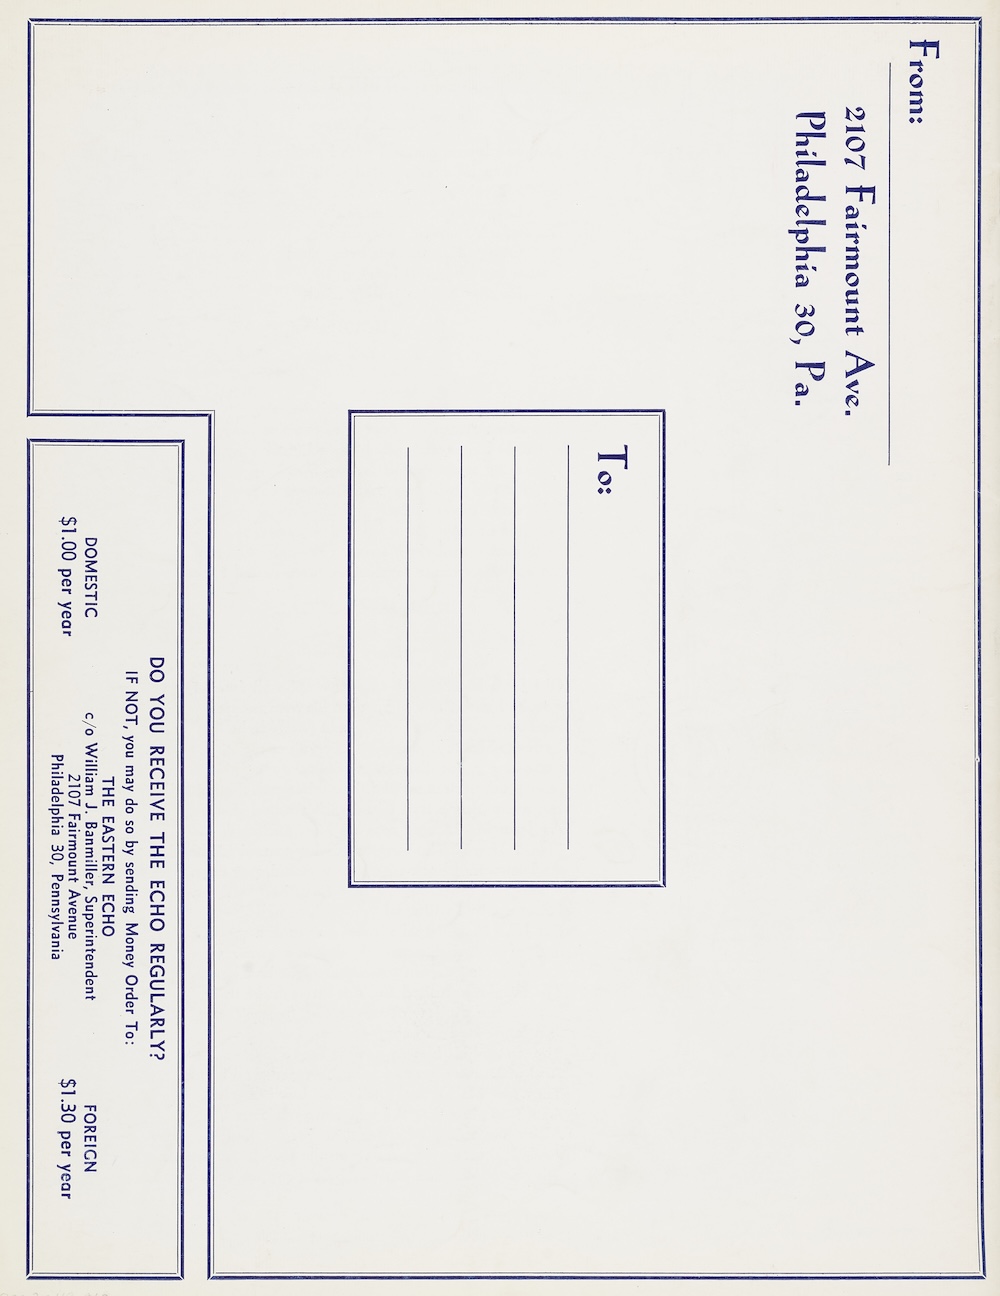 From:
2107 Fairmount Ave.
Philadelphia 30, Pa.
To:
DO YOU RECEIVE THE ECHO REGULARLY?
IF NOT, you may do so by sending Money Order To:
THE EASTERN ECHO
c/o William J. Banmiller, Superintendent
2107 Fairmount Avenue
Philadelphia 30, Pennsylvania
DOMESTIC
$1.00 per year
FOREIGN
$1.30 per year